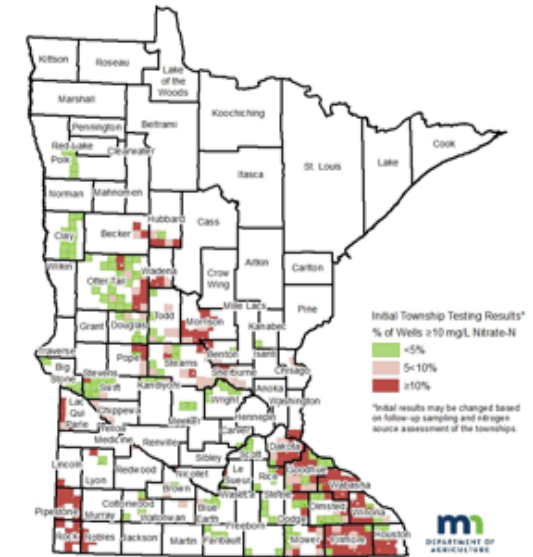 Kittson
Roseau
Lake
of the
Woods
Marshall
Koochiching
Pennington
Beltrami
Red Lake
Clearwater
Polk
Cook
St. Louis
Lake
Itasca
Norman
Mahnomen
Hubbard
Cass
Clay
Becker
Aitkin
Wilkin
Wadena
Crow
Wing
Carlton
Otter Tail
Pine
Todd
Mille Lacs
Morrison
Kanabec
Grant
Douglas
Initial Township Testing Results*
% of Wells ≥10 mg/L Nitrate-N
<5%
5<10%
≥10%
*Initial results may be changed based
on follow-up sampling and nitrogen
source assessment of the townships.
Traverse
Pope
Stearns
Benton
Isanti
Big
Stone
Stevens
Swift
Kandiyohi
Sherburne
Chisago
Anoka
Washington
Wright
Lac
Qui
Parle
Chippewa
Meeker
Hennepin
Carver
Yellow
Medicine
Renville
Scott
Dakota
Sibley
Lincoln
Lyon
Redwood
Nicollet
Le
Sueur
Rice
Goodhue
Wabasha
Brown
Pipestone
Murray
Cottonwood
Watonwan
Blue
Earth
Waseca
Steele
Dodge
Olmsted
Winona
Rock
Nobles
Jackson
Martin
Faribault
Freeborn
Mower
Fillmore
Houston
DEPARTMENT OF
AGRICULTURE